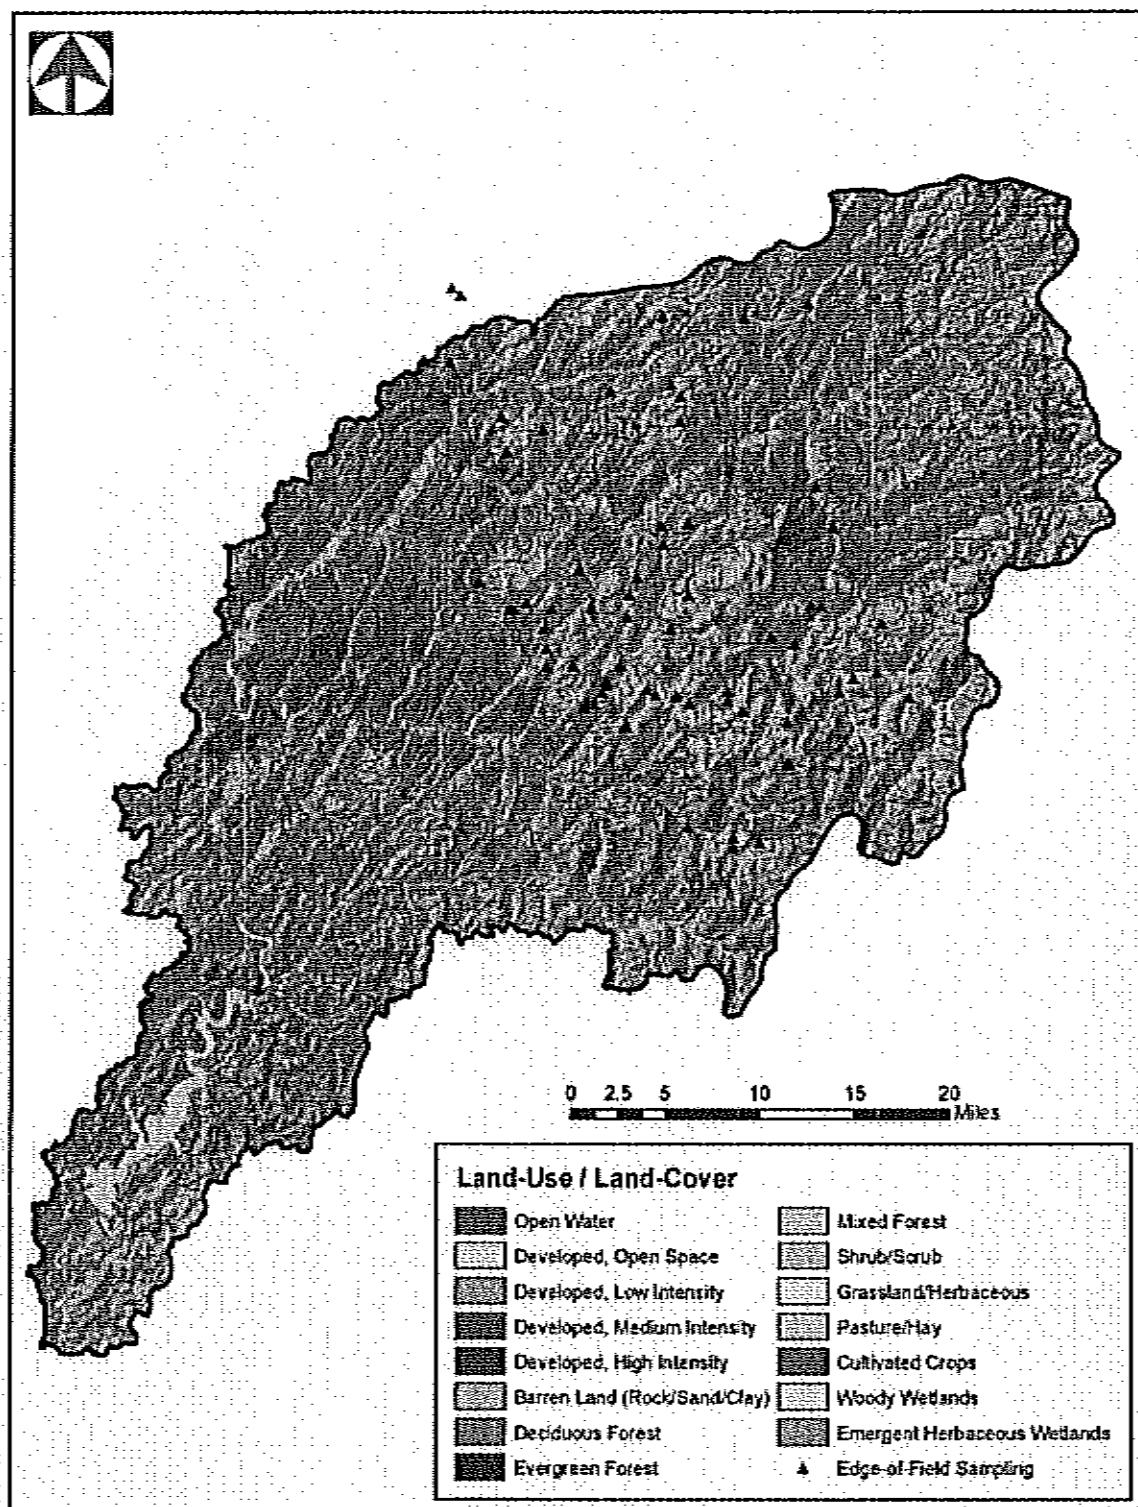 0 2.5 5 10 15 20
Miles
Land-Use / Land-Cover
Open Water
Developed, Open Space
Developed, Low Intensity
Developed, Medium Intensity
Developed, High Intensity
Barren Land (Rock/Sand/Clay)
Deciduous Forest
Evergreen Forest
Mixed Forest
Shrub/Scrub
Grassland/Herbaceous
Pasture/Hay
Cultivated Crops
Woody Wetlands
Emergent Herbaceous Wetlands
Edge-of-Field Sampling